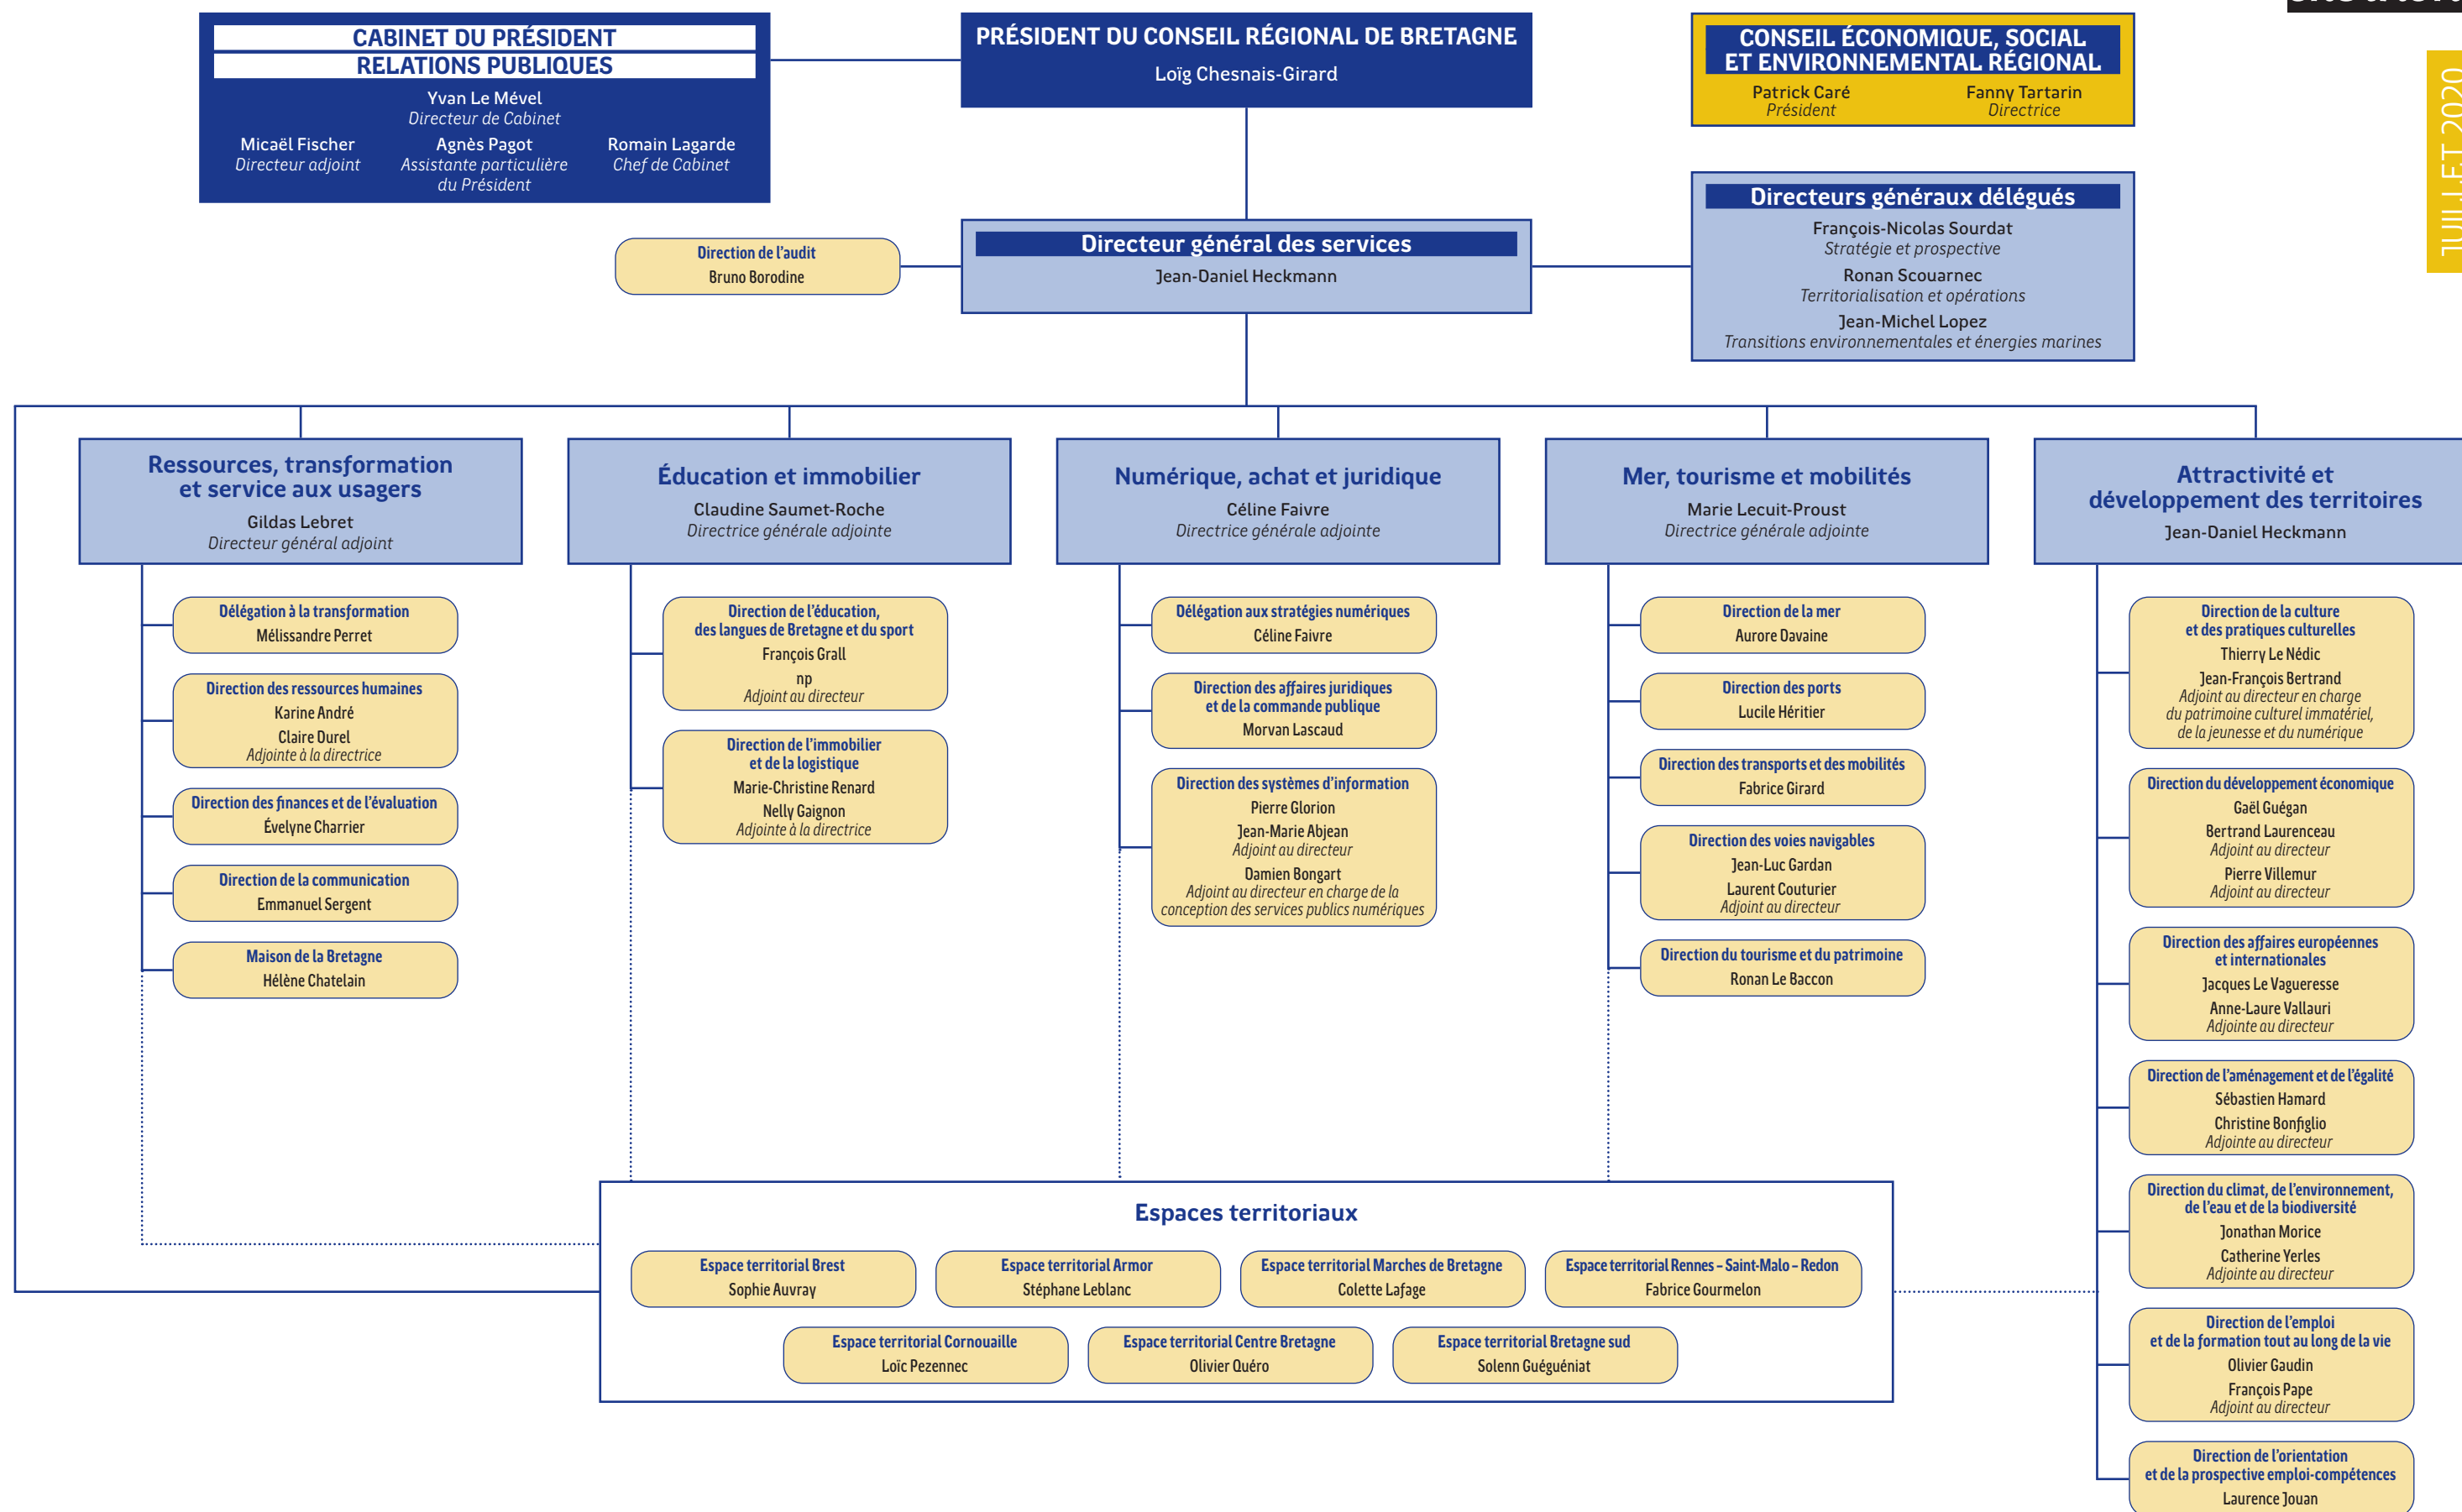 CABINET DU PRÉSIDENT
RELATIONS PUBLIQUES
Yvan Le Mével
Directeur de Cabinet
Micaël Fischer
Directeur adjoint
Agnès Pagot
Assistante particulière
du Président
Romain Lagarde
Chef de Cabinet
PRÉSIDENT DU CONSEIL RÉGIONAL DE BRETAGNE
Loïg Chesnais-Girard
CONSEIL ÉCONOMIQUE, SOCIAL
ET ENVIRONNEMENTAL RÉGIONAL
Patrick Caré
Président
Fanny Tartarin
Directrice
JUILLET 2020
Direction de l'audit
Bruno Borodine
Directeur général des services
Jean-Daniel Heckmann
Directeurs généraux délégués
François-Nicolas Sourdat
Stratégie et prospective
Ronan Scouarnec
Territorialisation et opérations
Jean-Michel Lopez
Transitions environnementales et énergies marines
Ressources, transformation
et service aux usagers
Gildas Lebret
Directeur général adjoint
Délégation à la transformation
Mélissandre Perret
Direction des ressources humaines
Karine André
Claire Durel
Adjointe à la directrice
Direction des finances et de l'évaluation
Évelyne Charrier
Direction de la communication
Emmanuel Sergent
Maison de la Bretagne
Hélène Chatelain
Éducation et immobilier
Claudine Saumet-Roche
Directrice générale adjointe
Direction de l'éducation,
des langues de Bretagne et du sport
François Grall
np
Adjoint au directeur
Direction de l'immobilier
et de la logistique
Marie-Christine Renard
Nelly Gaignon
Adjointe à la directrice
Numérique, achat et juridique
Céline Faivre
Directrice générale adjointe
Délégation aux stratégies numériques
Céline Faivre
Direction des affaires juridiques
et de la commande publique
Morvan Lascaud
Direction des systèmes d'information
Pierre Glorion
Jean-Marie Abjean
Adjoint au directeur
Damien Bongart
Adjoint au directeur en charge de la
conception des services publics numériques
Mer, tourisme et mobilités
Marie Lecuit-Proust
Directrice générale adjointe
Direction de la mer
Aurore Davaine
Direction des ports
Lucile Héritier
Direction des transports et des mobilités
Fabrice Girard
Direction des voies navigables
Jean-Luc Gardan
Laurent Couturier
Adjoint au directeur
Direction du tourisme et du patrimoine
Ronan Le Baccon
Attractivité et
développement des territoires
Jean-Daniel Heckmann
Direction de la culture
et des pratiques culturelles
Thierry Le Nédic
Jean-François Bertrand
Adjoint au directeur en charge
du patrimoine culturel immatériel,
de la jeunesse et du numérique
Direction du développement économique
Gaël Guégan
Bertrand Laurenceau
Adjoint au directeur
Pierre Villemur
Adjoint au directeur
Direction des affaires européennes
et internationales
Jacques Le Vagueresse
Anne-Laure Vallauri
Adjointe au directeur
Direction de l'aménagement et de l'égalité
Sébastien Hamard
Christine Bonfiglio
Adjointe au directeur
Direction du climat, de l'environnement,
de l'eau et de la biodiversité
Jonathan Morice
Catherine Yerles
Adjointe au directeur
Direction de l'emploi
et de la formation tout au long de la vie
Olivier Gaudin
François Pape
Adjoint au directeur
Direction de l'orientation
et de la prospective emploi-compétences
Laurence Jouan
Espaces territoriaux
Espace territorial Brest
Sophie Auvray
Espace territorial Armor
Stéphane Leblanc
Espace territorial Marches de Bretagne
Colette Lafage
Espace territorial Rennes – Saint-Malo – Redon
Fabrice Gourmelon
Espace territorial Cornouaille
Loïc Pezennec
Espace territorial Centre Bretagne
Olivier Quéro
Espace territorial Bretagne sud
Solenn Guéguéniat